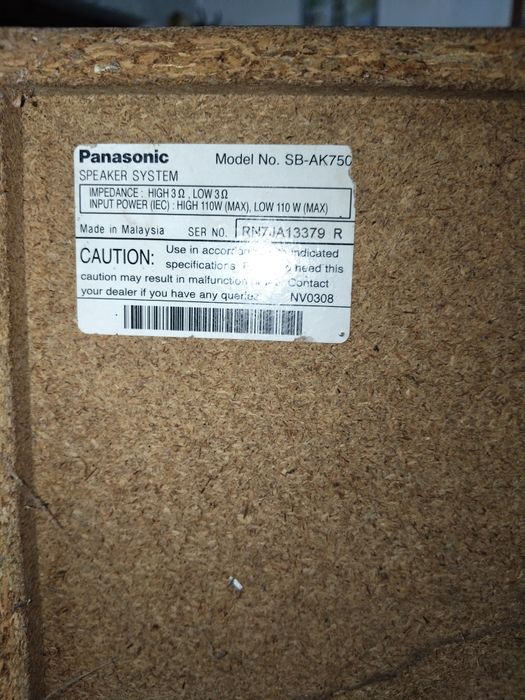 Panasonic Model No. SB-AK750
SPEAKER SYSTEM
IMPEDANCE : HIGH 3 Ω , LOW 3 Ω
INPUT POWER (IEC) : HIGH 110W (MAX), LOW 110 W (MAX)
Made in Malaysia SER NO. RN7JA13379 R
CAUTION: Use in indicated
specifications need this
caution may result in malfunction Contact
your dealer if you have any NV0308